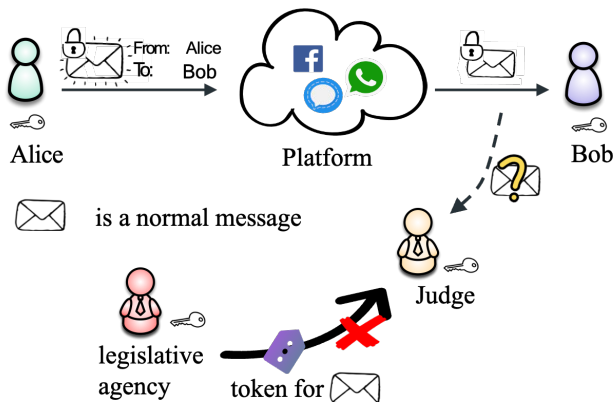 From: Alice
To: Bob
Alice
Platform
Bob
is a normal message
Judge
legislative
agency
token for